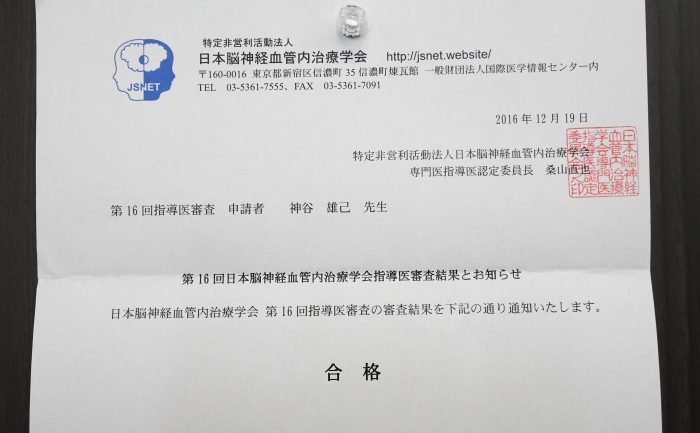 特定非営利活動法人
日本脳神経血管内治療学会 http://jsnet.website/
〒160-0016 東京都新宿区信濃町 35 信濃町煉瓦館 一般財団法人国際医学情報センター内
TEL 03-5361-7555、FAX 03-5361-7091
JSNET
2016 年 12 月 19 日
特定非営利活動法人日本脳神経血管内治療学会
専門医指導医認定委員長 桑山直也
日本脳神経
血管内治療
学会専門医
指導医認定
委員会之印
第 16 回指導医審査 申請者 神谷 雄己 先生
第 16 回日本脳神経血管内治療学会指導医審査結果とお知らせ
日本脳神経血管内治療学会 第 16 回指導医審査の審査結果を下記の通り通知いたします。
合 格